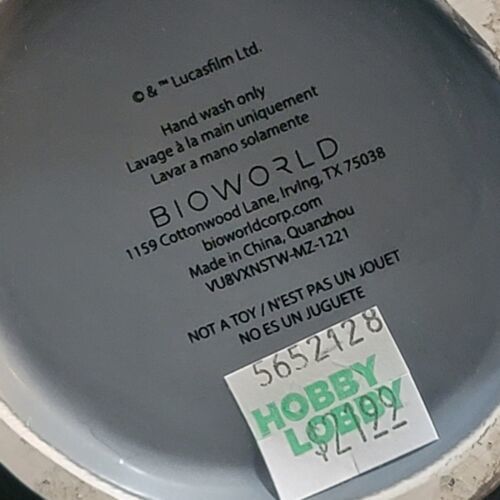 © & ™ Lucasfilm Ltd.
Hand wash only
Lavage à la main uniquement
Lavar a mano solamente
BIOWORLD
1159 Cottonwood Lane, Irving, TX 75038
bioworldcorp.com
Made in China, Quanzhou
VU8VXNSTW-MZ-1221
NOT A TOY / N'EST PAS UN JOUET
NO ES UN JUGUETE
5652428
HOBBY
LOBBY
$2199